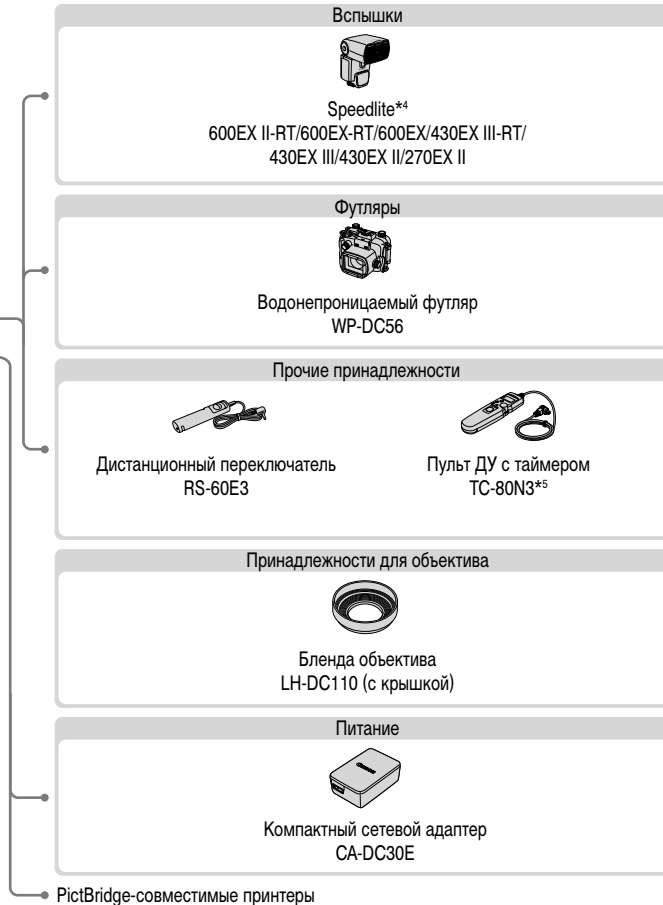 Вспышки
Speedlite*4
600EX II-RT/600EX-RT/600EX/430EX III-RT/
430EX III/430EX II/270EX II
Футляры
Водонепроницаемый футляр
WP-DC56
Прочие принадлежности
Дистанционный переключатель
RS-60E3
Пульт ДУ с таймером
TC-80N3*5
Принадлежности для объектива
Бленда объектива
LH-DC110 (с крышкой)
Питание
Canon
Компактный сетевой адаптер
CA-DC30E
PictBridge-совместимые принтеры